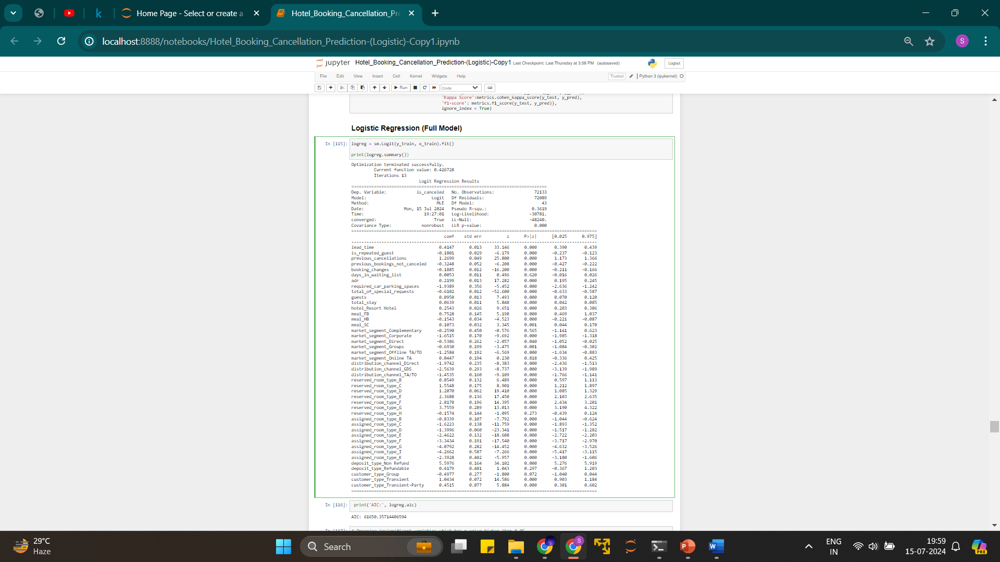 Home Page - Select or create a
Hotel_Booking_Cancellation_Pre
localhost:8888/notebooks/Hotel_Booking_Cancellation_Prediction-(Logistic)-Copy1.ipynb
S
jupyter Hotel_Booking_Cancellation_Prediction-(Logistic)-Copy1 Last Checkpoint: Last Thursday at 3:58 PM (autosaved)
Logout
File Edit View Insert Cell Kernel Widgets Help
Trusted Python 3 (ipykernel) O
Run Code
'Kappa Score':metrics.cohen_kappa_score(y_test, y_pred),
'f1-score': metrics.f1_score(y_test, y_pred)},
ignore_index = True)
Logistic Regression (Full Model)
In [115]: logreg = sm.Logit(y_train, x_train).fit()
print(logreg.summary())
Optimization terminated successfully.
Current function value: 0.426728
Iterations 13
Logit Regression Results
==============================================================================
Dep. Variable: is_canceled No. Observations: 72133
Model: Logit Df Residuals: 72089
Method: MLE Df Model: 43
Date: Mon, 15 Jul 2024 Pseudo R-squ.: 0.3619
Time: 19:27:01 Log-Likelihood: -30781.
converged: True LL-Null: -48240.
Covariance Type: nonrobust LLR p-value: 0.000
==================================================================================================
coef std err z P>|z| [0.025 0.975]
--------------------------------------------------------------------------------------------------
lead_time 0.4147 0.013 33.146 0.000 0.390 0.439
is_repeated_guest -0.1801 0.029 -6.179 0.000 -0.237 -0.123
previous_cancellations 1.2699 0.049 25.800 0.000 1.173 1.366
previous_bookings_not_canceled -0.3248 0.052 -6.208 0.000 -0.427 -0.222
booking_changes -0.1885 0.012 -16.200 0.000 -0.211 -0.166
days_in_waiting_list 0.0053 0.011 0.496 0.620 -0.016 0.026
adr 0.2199 0.013 17.282 0.000 0.195 0.245
required_car_parking_spaces -1.9389 0.356 -5.452 0.000 -2.636 -1.242
total_of_special_requests -0.6102 0.012 -52.600 0.000 -0.633 -0.587
guests 0.0950 0.013 7.493 0.000 0.070 0.120
total_stay 0.0639 0.011 5.848 0.000 0.042 0.085
hotel_Resort Hotel 0.2543 0.026 9.651 0.000 0.203 0.306
meal_FB 0.7528 0.145 5.198 0.000 0.469 1.037
meal_HB -0.1543 0.034 -4.523 0.000 -0.221 -0.087
meal_SC 0.1073 0.032 3.345 0.001 0.044 0.170
market_segment_Complementary -0.2590 0.450 -0.576 0.565 -1.141 0.623
market_segment_Corporate -1.6515 0.170 -9.692 0.000 -1.985 -1.318
market_segment_Direct -0.5386 0.262 -2.057 0.040 -1.052 -0.025
market_segment_Groups -0.6930 0.199 -3.475 0.001 -1.084 -0.302
market_segment_Offline TA/TO -1.2584 0.192 -6.569 0.000 -1.634 -0.883
market_segment_Online TA 0.0447 0.194 0.230 0.818 -0.336 0.425
distribution_channel_Direct -1.9742 0.235 -8.383 0.000 -2.436 -1.513
distribution_channel_GDS -2.5639 0.293 -8.737 0.000 -3.139 -1.989
distribution_channel_TA/TO -1.4535 0.160 -9.109 0.000 -1.766 -1.141
reserved_room_type_B 0.8549 0.132 6.489 0.000 0.597 1.113
reserved_room_type_C 1.5548 0.175 8.901 0.000 1.212 1.897
reserved_room_type_D 1.2070 0.062 19.410 0.000 1.085 1.329
reserved_room_type_E 2.3688 0.136 17.450 0.000 2.103 2.635
reserved_room_type_F 2.8178 0.196 14.395 0.000 2.434 3.201
reserved_room_type_G 3.7559 0.289 13.013 0.000 3.190 4.322
reserved_room_type_H -0.1574 0.144 -1.095 0.273 -0.439 0.124
assigned_room_type_B -0.8339 0.107 -7.792 0.000 -1.044 -0.624
assigned_room_type_C -1.6223 0.138 -11.759 0.000 -1.893 -1.352
assigned_room_type_D -1.3996 0.060 -23.341 0.000 -1.517 -1.282
assigned_room_type_E -2.4622 0.132 -18.608 0.000 -2.722 -2.203
assigned_room_type_F -3.3434 0.191 -17.540 0.000 -3.717 -2.970
assigned_room_type_G -4.0792 0.282 -14.452 0.000 -4.632 -3.526
assigned_room_type_I -4.2662 0.587 -7.266 0.000 -5.417 -3.115
assigned_room_type_K -2.3928 0.402 -5.957 0.000 -3.180 -1.606
deposit_type_Non Refund 5.5976 0.164 34.102 0.000 5.276 5.919
deposit_type_Refundable 0.4179 0.401 1.043 0.297 -0.367 1.203
customer_type_Group -0.4977 0.277 -1.800 0.072 -1.040 0.044
customer_type_Transient 1.0434 0.072 14.586 0.000 0.903 1.184
customer_type_Transient-Party 0.4515 0.077 5.884 0.000 0.301 0.602
==================================================================================================
In [116]: print('AIC:', logreg.aic)
AIC: 61650.35714406594
29°C
Haze
Search
ENG
IN
19:59
15-07-2024
PRE